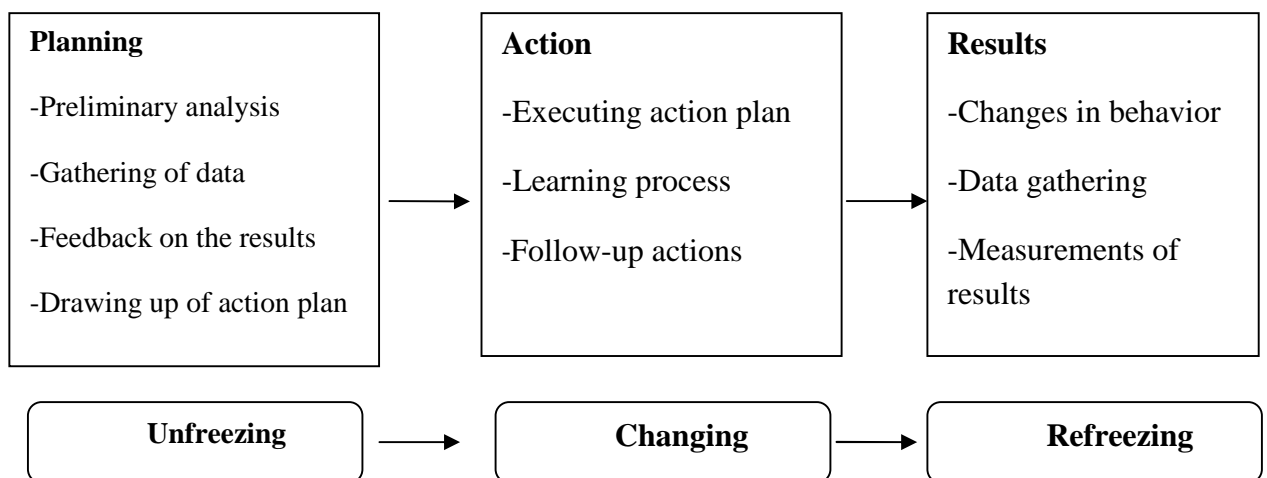 Planning
-Preliminary analysis
-Gathering of data
-Feedback on the results
-Drawing up of action plan
Action
-Executing action plan
-Learning process
-Follow-up actions
Results
-Changes in behavior
-Data gathering
-Measurements of
results
Unfreezing
Changing
Refreezing